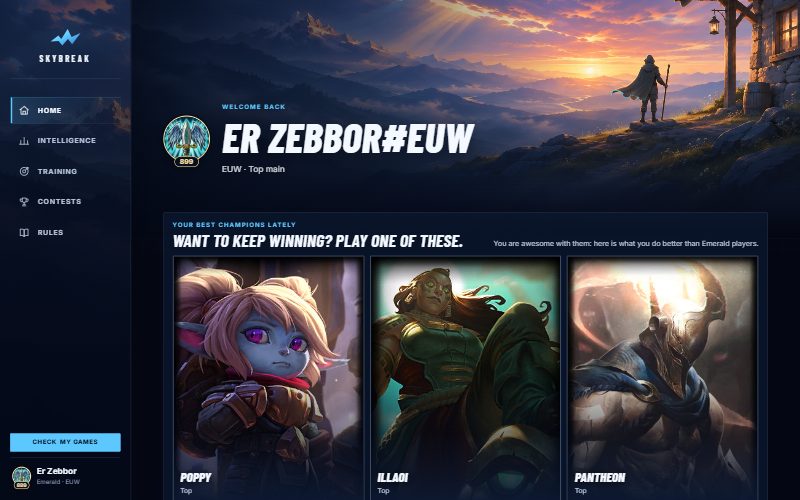 SKYBREAK
HOME
INTELLIGENCE
TRAINING
CONTESTS
RULES
CHECK MY GAMES
Er Zebbor
Emerald · EUW
899
WELCOME BACK
ER ZEBBOR#EUW
899
EUW · Top main
YOUR BEST CHAMPIONS LATELY
WANT TO KEEP WINNING? PLAY ONE OF THESE.
You are awesome with them: here is what you do better than Emerald players.
POPPY
Top
ILLAOI
Top
PANTHEON
Top